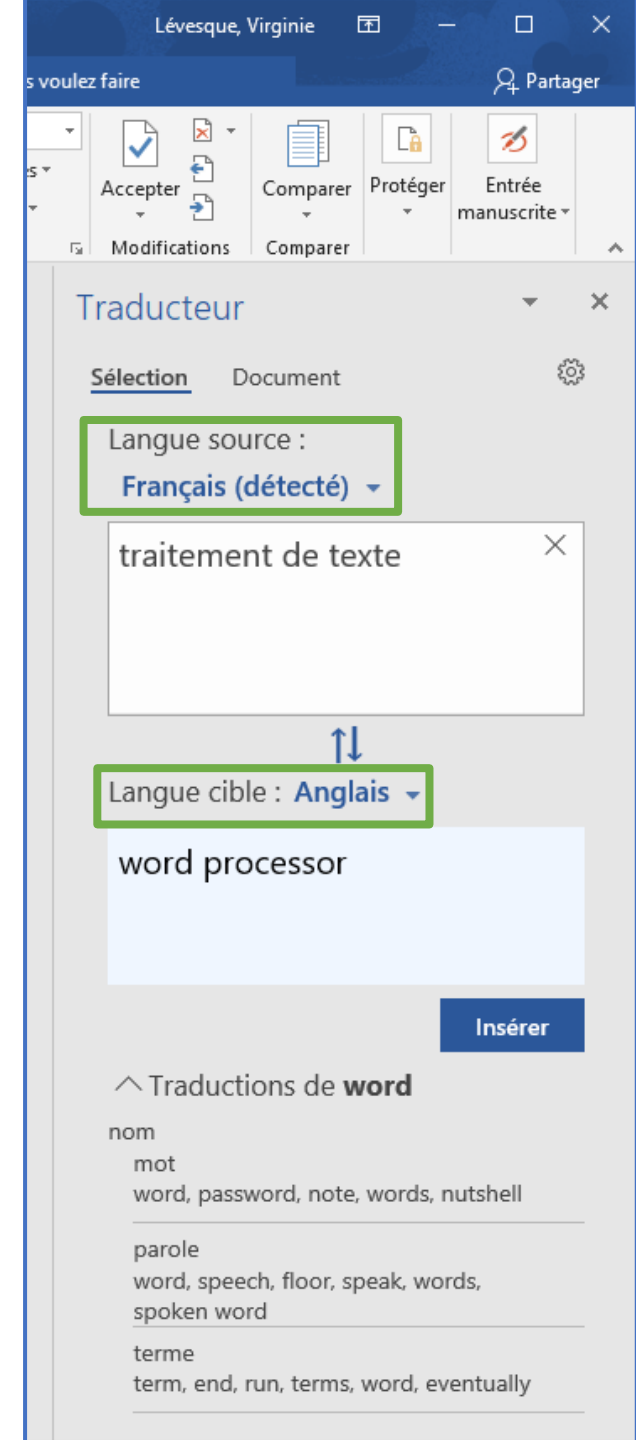 Lévesque, Virginie
s voulez faire
Partager
Accepter
Comparer
Protéger
Entrée
manuscrite
Modifications
Comparer
Traducteur
Sélection Document
Langue source :
Français (détecté)
traitement de texte
Langue cible : Anglais
word processor
Insérer
Traductions de word
nom
mot
word, password, note, words, nutshell
parole
word, speech, floor, speak, words,
spoken word
terme
term, end, run, terms, word, eventually